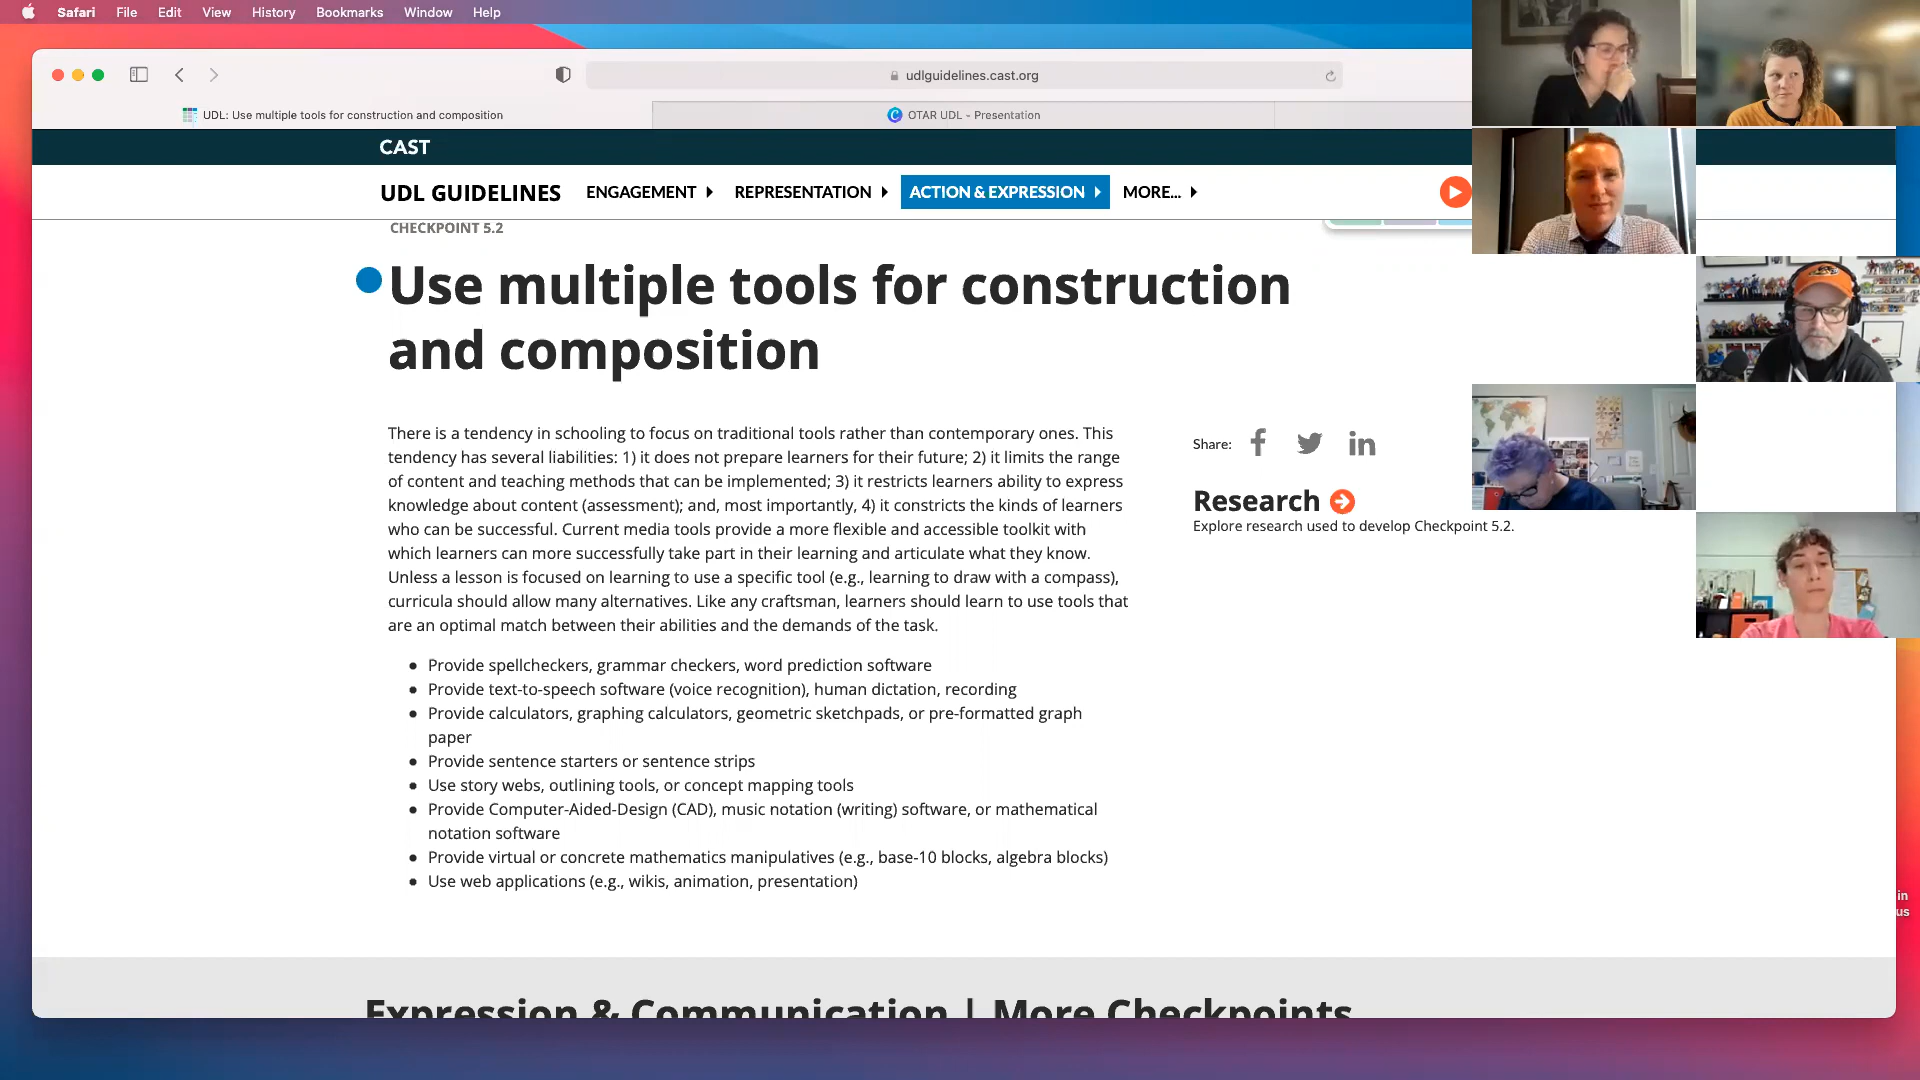 Safari File Edit View History Bookmarks Window Help
udlguidelines.cast.org
UDL: Use multiple tools for construction and composition
OTAR UDL - Presentation
CAST
UDL GUIDELINES ENGAGEMENT REPRESENTATION ACTION & EXPRESSION MORE...
CHECKPOINT 5.2
Use multiple tools for construction
and composition
There is a tendency in schooling to focus on traditional tools rather than contemporary ones. This
tendency has several liabilities: 1) it does not prepare learners for their future; 2) it limits the range
of content and teaching methods that can be implemented; 3) it restricts learners ability to express
knowledge about content (assessment); and, most importantly, 4) it constricts the kinds of learners
who can be successful. Current media tools provide a more flexible and accessible toolkit with
which learners can more successfully take part in their learning and articulate what they know.
Unless a lesson is focused on learning to use a specific tool (e.g., learning to draw with a compass),
curricula should allow many alternatives. Like any craftsman, learners should learn to use tools that
are an optimal match between their abilities and the demands of the task.
Provide spellcheckers, grammar checkers, word prediction software
Provide text-to-speech software (voice recognition), human dictation, recording
Provide calculators, graphing calculators, geometric sketchpads, or pre-formatted graph
paper
Provide sentence starters or sentence strips
Use story webs, outlining tools, or concept mapping tools
Provide Computer-Aided-Design (CAD), music notation (writing) software, or mathematical
notation software
Provide virtual or concrete mathematics manipulatives (e.g., base-10 blocks, algebra blocks)
Use web applications (e.g., wikis, animation, presentation)
Share:
Research
Explore research used to develop Checkpoint 5.2.
in
us
Expression & Communication | More Checkpoints